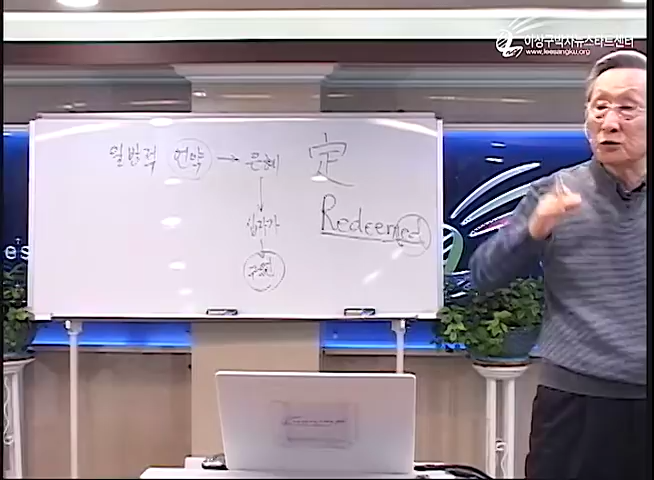 이상구박사뉴스타트센터
www.leesangku.org
일방적 언약 → 은혜 定
십자가 Redeemed
구원
es